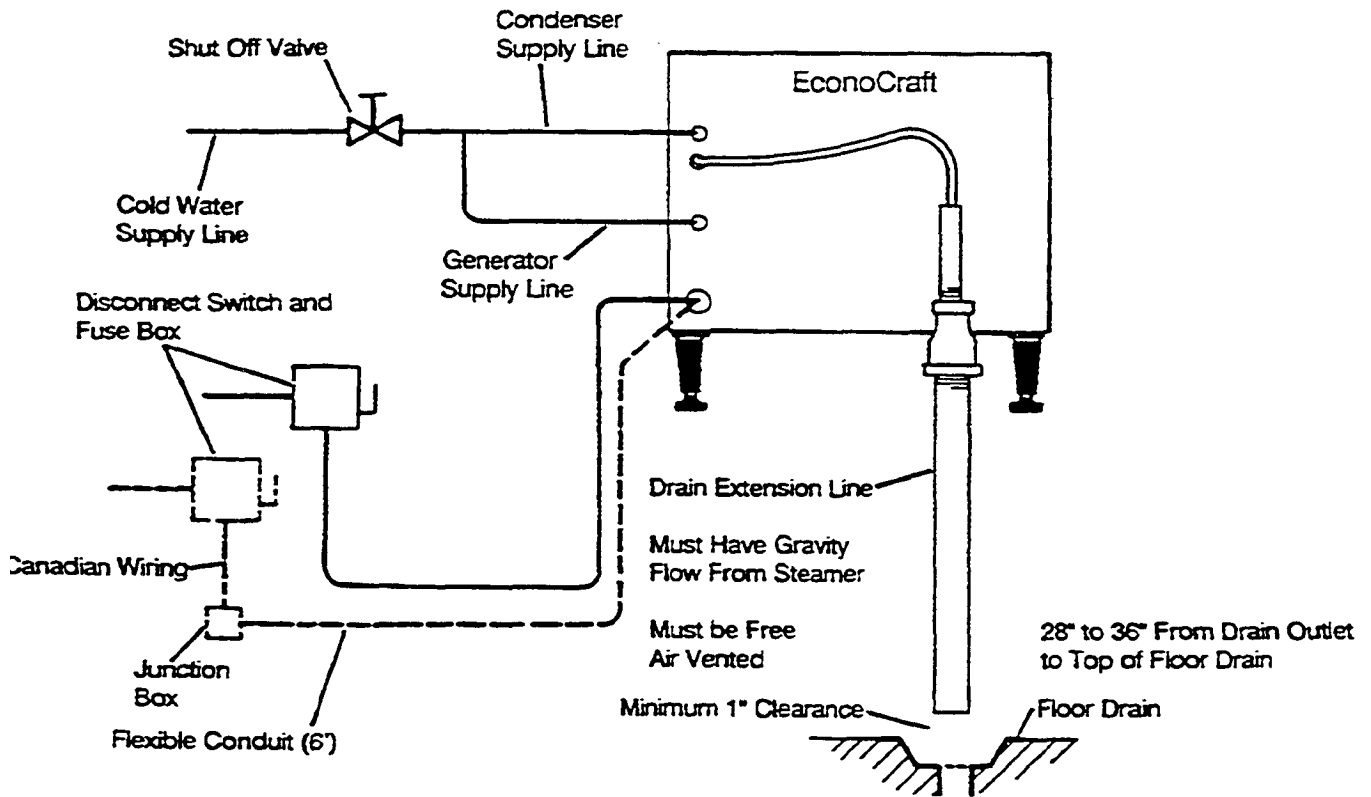 Condenser
Supply Line
Shut Off Valve
EconoCraft
Cold Water
Supply Line
Generator
Supply Line
Disconnect Switch and
Fuse Box
Drain Extension Line
Must Have Gravity
Flow From Steamer
Canadian Wiring
Must be Free
Air Vented
28" to 36" From Drain Outlet
to Top of Floor Drain
Junction
Box
Minimum 1" Clearance
Floor Drain
Flexible Conduit (6')